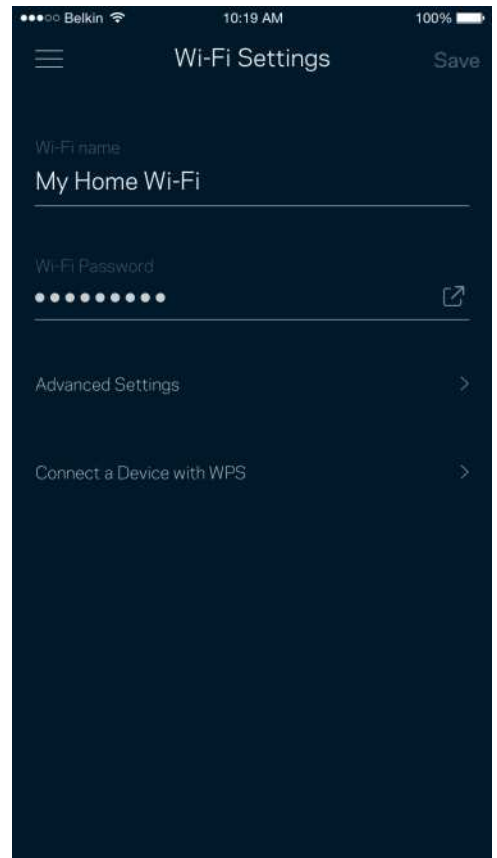 Belkin 10:19 AM 100%
Wi-Fi Settings Save
Wi-Fi name
My Home Wi-Fi
Wi-Fi Password
●●●●●●●●●
Advanced Settings >
Connect a Device with WPS >